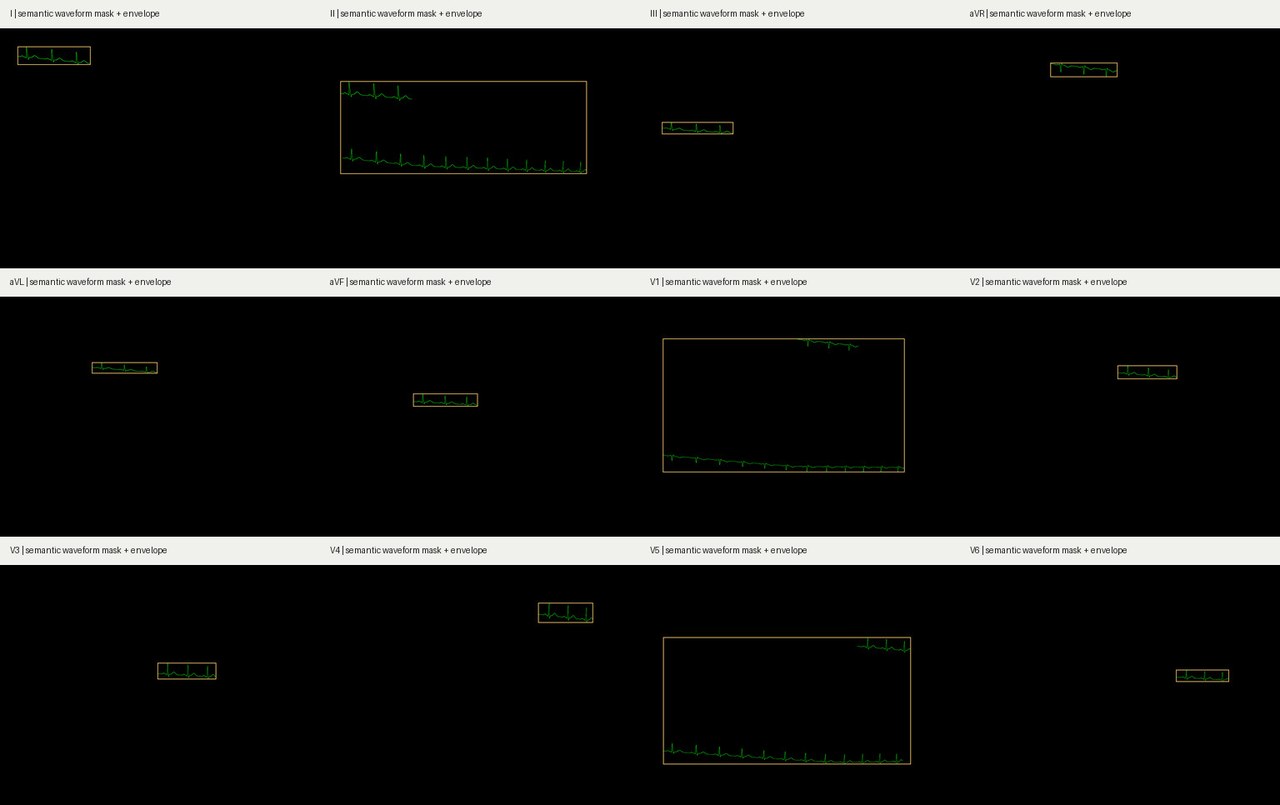 I | semantic waveform mask + envelope
II | semantic waveform mask + envelope
III | semantic waveform mask + envelope
aVR | semantic waveform mask + envelope
aVL | semantic waveform mask + envelope
aVF | semantic waveform mask + envelope
V1 | semantic waveform mask + envelope
V2 | semantic waveform mask + envelope
V3 | semantic waveform mask + envelope
V4 | semantic waveform mask + envelope
V5 | semantic waveform mask + envelope
V6 | semantic waveform mask + envelope